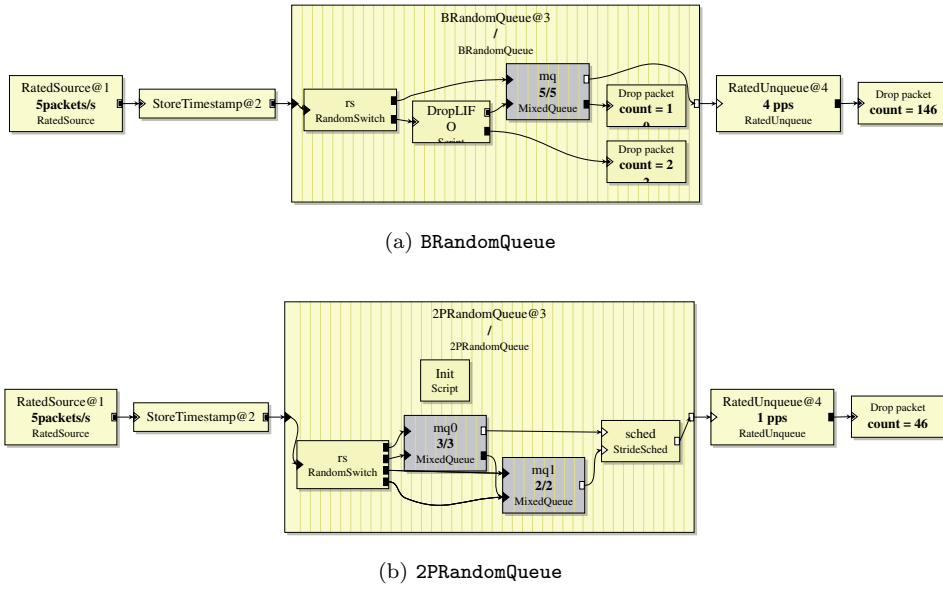 BRandomQueue@3
/
BRandomQueue
RatedSource@1
5packets/s
RatedSource
StoreTimestamp@2
rs
RandomSwitch
DropLIF
O
Script
mq
5/5
MixedQueue
Drop packet
count = 1
Drop packet
count = 2
RatedUnqueue@4
4 pps
RatedUnqueue
Drop packet
count = 146
(a) BRandomQueue
2PRandomQueue@3
/
2PRandomQueue
Init
Script
RatedSource@1
5packets/s
RatedSource
StoreTimestamp@2
rs
RandomSwitch
mq0
3/3
MixedQueue
mq1
2/2
MixedQueue
sched
StrideSched
RatedUnqueue@4
1 pps
RatedUnqueue
Drop packet
count = 46
(b) 2PRandomQueue